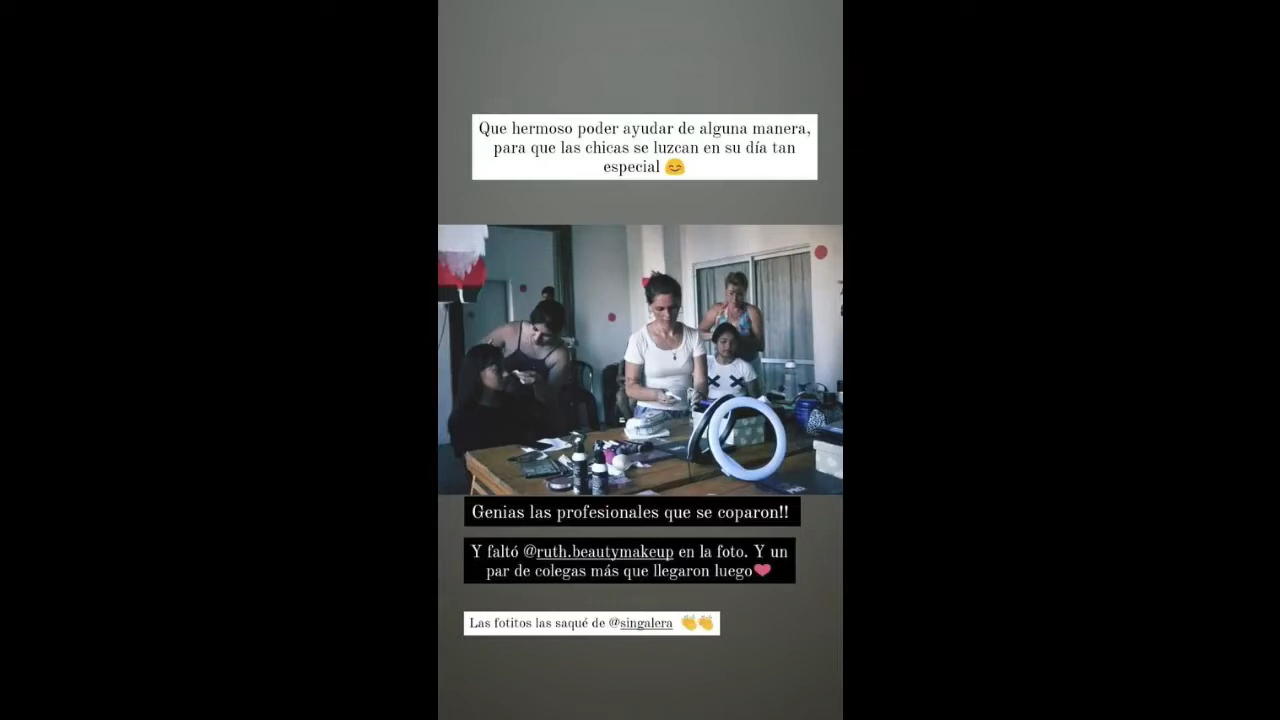 Que hermoso poder ayudar de alguna manera,
para que las chicas se luzcan en su día tan
especial 😊
Genias las profesionales que se coparon!!
Y faltó @ruth.beautymakeup en la foto. Y un
par de colegas más que llegaron luego❤️
Las fotitos las saqué de @singalera 👏👏